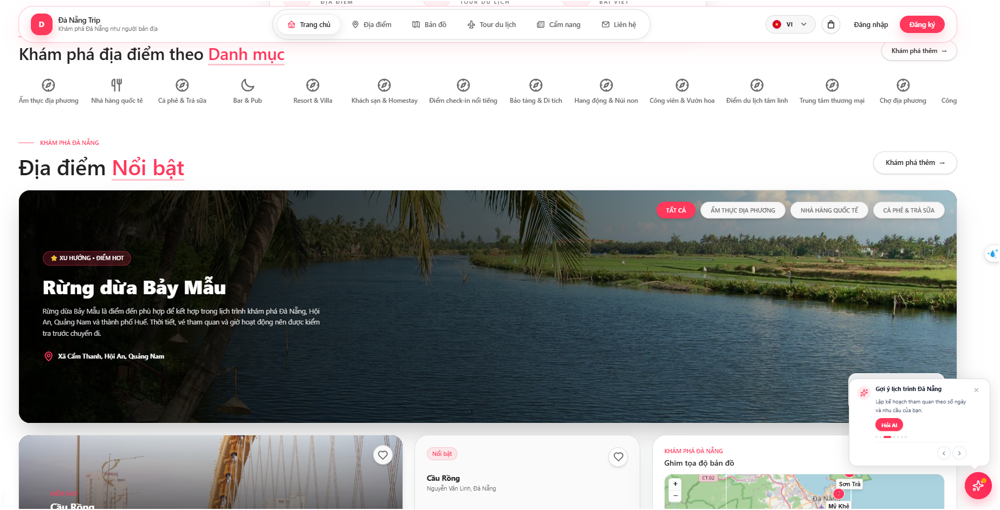 ĐỊA ĐIỂM
TOUR DU LỊCH
BÀI VIẾT
D
Đà Nẵng Trip
Khám phá Đà Nẵng như người bản địa
Trang chủ
Địa điểm
Bản đồ
Tour du lịch
Cẩm nang
Liên hệ
VI
Đăng nhập
Đăng ký
Khám phá địa điểm theo Danh mục
Khám phá thêm →
Ẩm thực địa phương
Nhà hàng quốc tế
Cà phê & Trà sữa
Bar & Pub
Resort & Villa
Khách sạn & Homestay
Điểm check-in nổi tiếng
Bảo tàng & Di tích
Hang động & Núi non
Công viên & Vườn hoa
Điểm du lịch tâm linh
Trung tâm thương mại
Chợ địa phương
Công
KHÁM PHÁ ĐÀ NẴNG
Địa điểm Nổi bật
Khám phá thêm →
TẤT CẢ
ẨM THỰC ĐỊA PHƯƠNG
NHÀ HÀNG QUỐC TẾ
CÀ PHÊ & TRÀ SỮA
XU HƯỚNG • ĐIỂM HOT
Rừng dừa Bảy Mẫu
Rừng dừa Bảy Mẫu là điểm đến phù hợp để kết hợp trong lịch trình khám phá Đà Nẵng, Hội
An, Quảng Nam và thành phố Huế. Thời tiết, vé tham quan và giờ hoạt động nên được kiểm
tra trước chuyến đi.
Xã Cẩm Thanh, Hội An, Quảng Nam
Gợi ý lịch trình Đà Nẵng
Lập kế hoạch tham quan theo số ngày
và nhu cầu của bạn.
Hỏi AI
ĐIỂM HOT
Cầu Rồng
Nổi bật
Cầu Rồng
Nguyễn Văn Linh, Đà Nẵng
KHÁM PHÁ ĐÀ NẴNG
Ghim tọa độ bản đồ
+
−
CT.02
Sơn Trà
Mỹ Khê